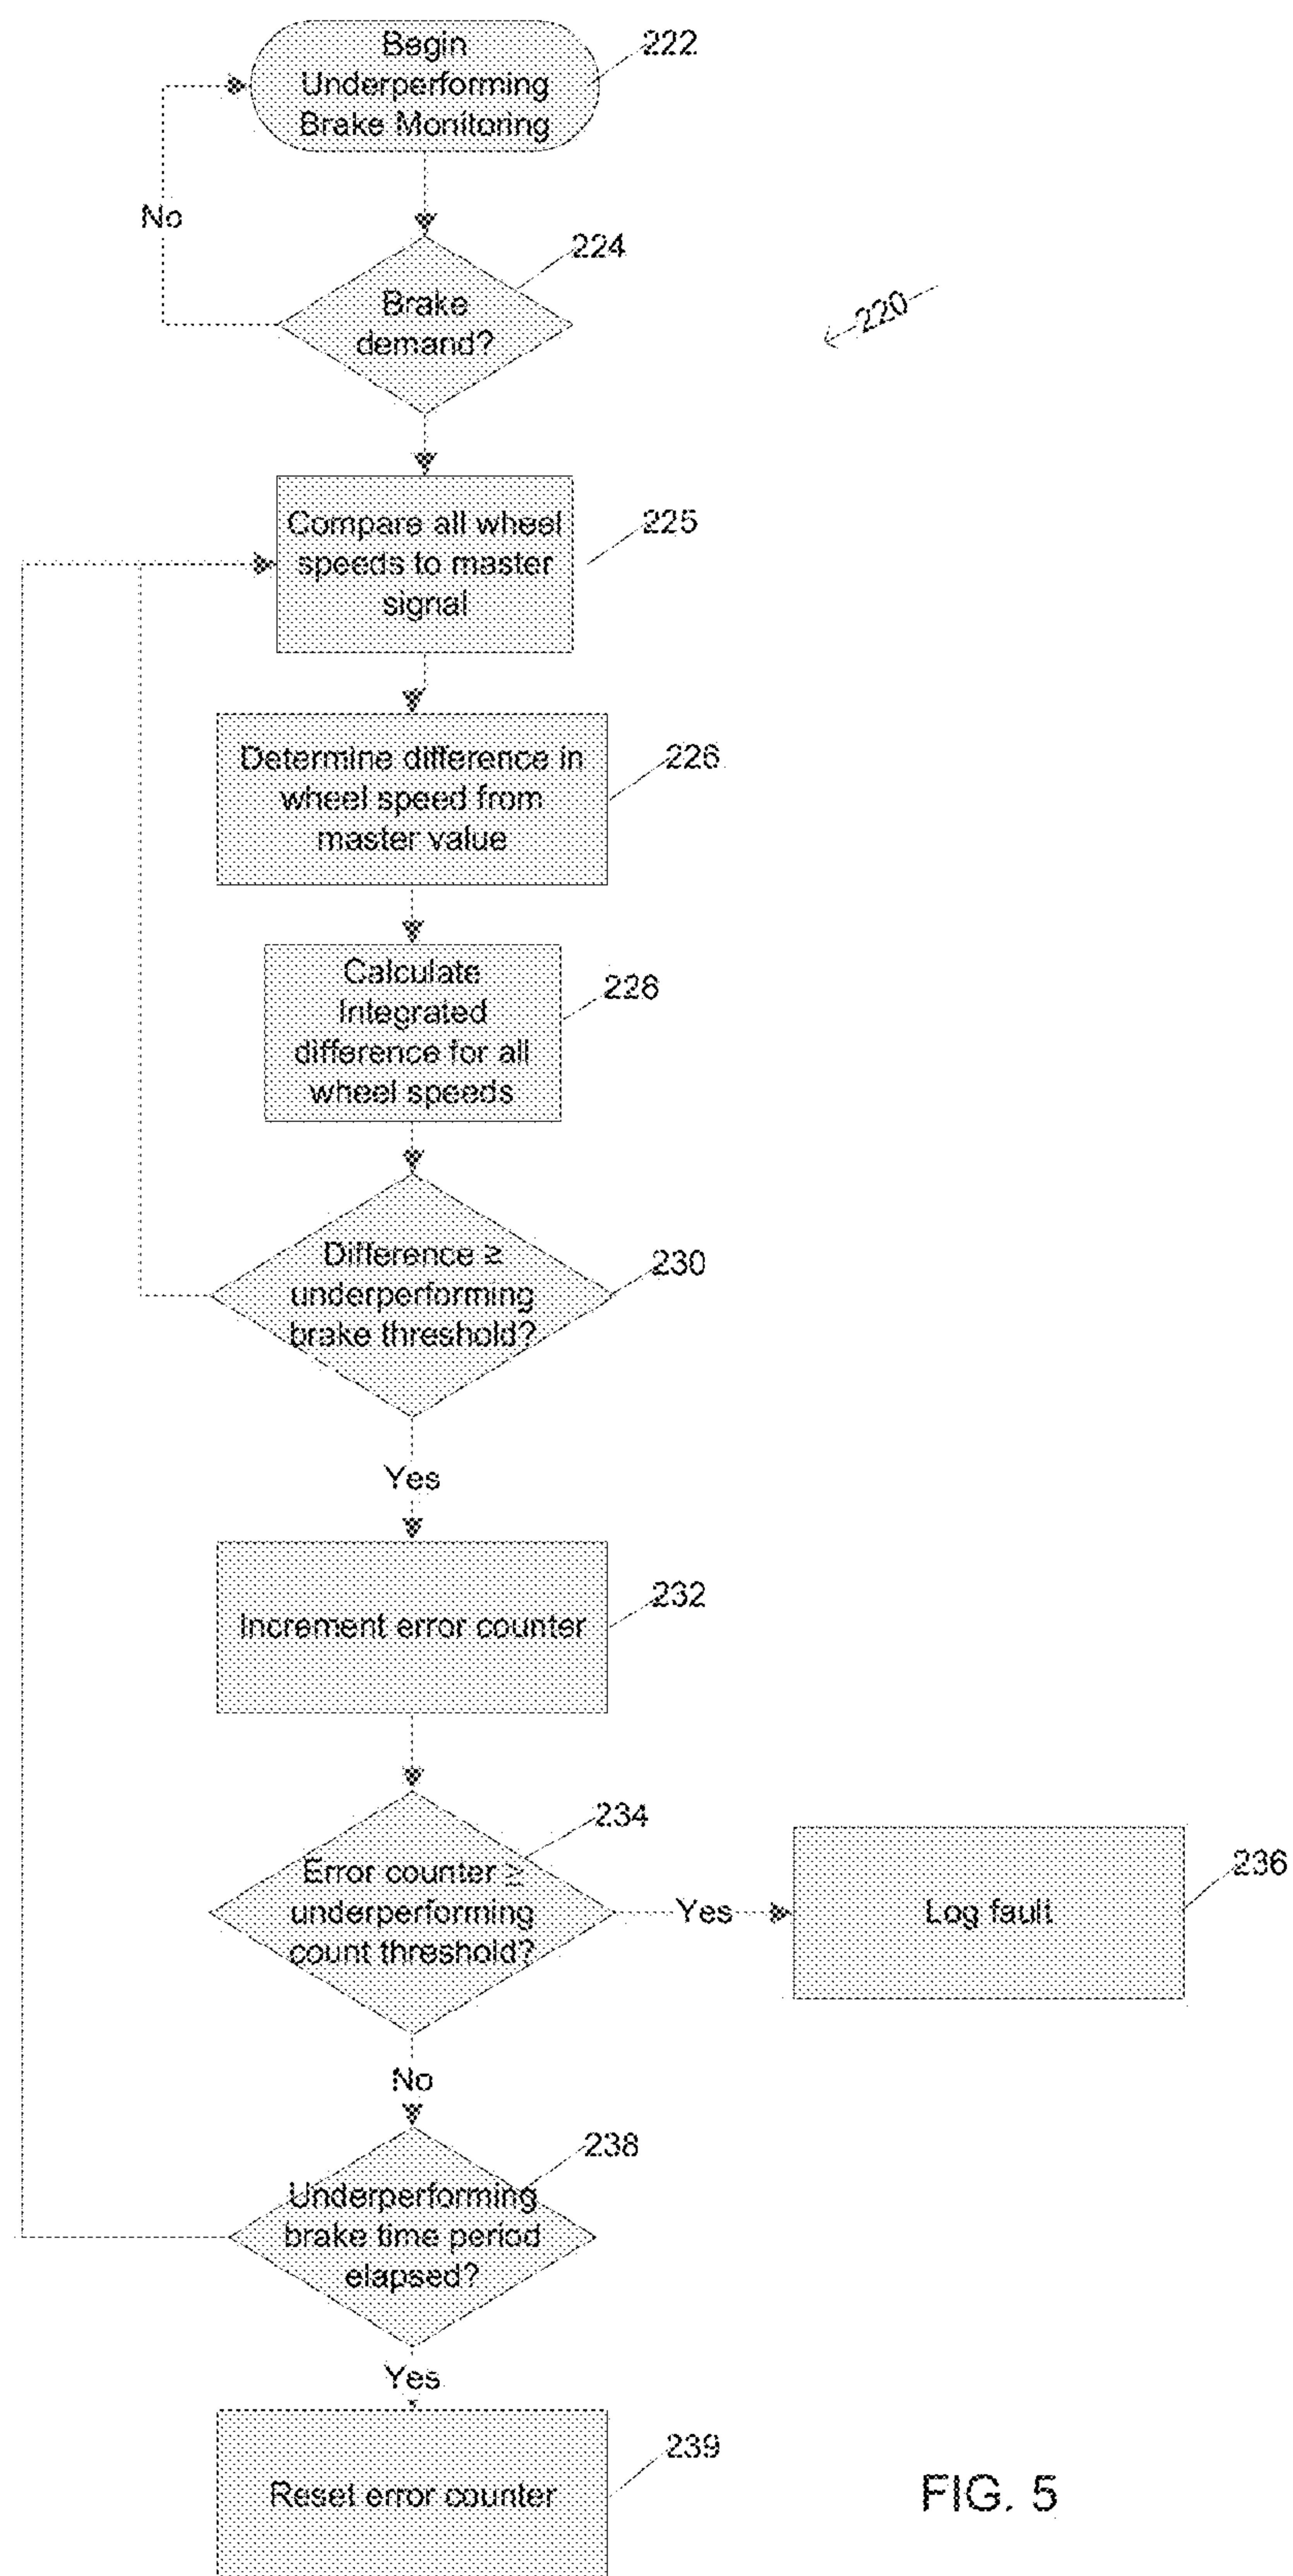 Begin
Underperforming
Brake Monitoring
222
No
224
Brake
demand?
220
Compare all wheel
speeds to master
signal
225
Determine difference in
wheel speed from
master value
226
Calculate
Integrated
difference for all
wheel speeds
228
Difference ≥
underperforming
brake threshold?
230
Yes
Increment error counter
232
234
Error counter ≥
underperforming
count threshold?
Yes
Log fault
236
No
238
Underperforming
brake time period
elapsed?
Yes
Reset error counter
239
FIG. 5